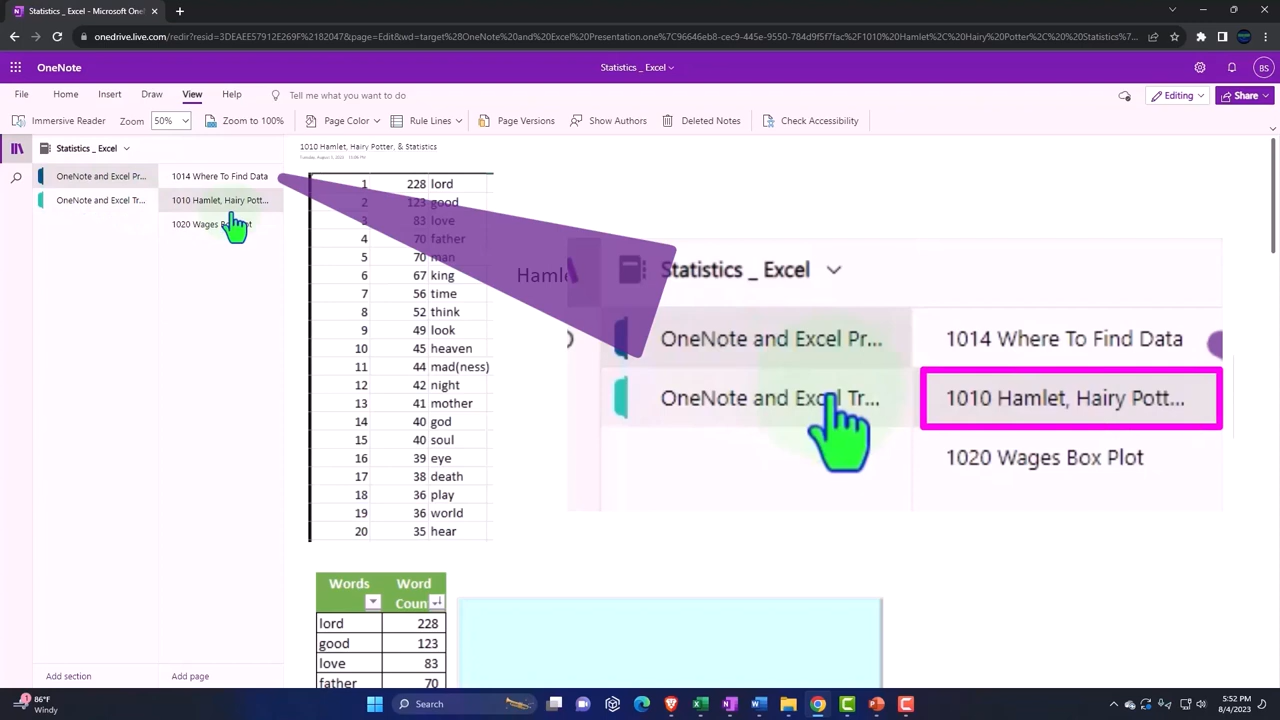 Statistics _ Excel - Microsoft Onel
onedrive.live.com/redir?resid=3DEAEE57912E269F%2182047&page=Edit&wd=target%28OneNote%20and%20Excel%20Presentation.one%7C96646eb8-cec9-445e-9550-784d9f5f7fac%2F1010%20Hamlet%2C%20Hairy%20Potter%2C%20%20Statistics%7...
OneNote
Statistics _ Excel
BS
File Home Insert Draw View Help Tell me what you want to do
Editing
Share
Immersive Reader Zoom 50% Zoom to 100% Page Color Rule Lines Page Versions Show Authors Deleted Notes Check Accessibility
Statistics _ Excel
OneNote and Excel Pr...
OneNote and Excel Tr...
1014 Where To Find Data
1010 Hamlet, Hairy Pott...
1020 Wages Box Plot
1010 Hamlet, Hairy Potter, & Statistics
1 228 lord
2 123 good
3 83 love
4 70 father
5 70 man
6 67 king
7 56 time
8 52 think
9 49 look
10 45 heaven
11 44 mad(ness)
12 42 night
13 41 mother
14 40 god
15 40 soul
16 39 eye
17 38 death
18 36 play
19 36 world
20 35 hear
Statistics _ Excel
OneNote and Excel Pr...
OneNote and Excel Tr...
1014 Where To Find Data
1010 Hamlet, Hairy Pott...
1020 Wages Box Plot
Words Word
Coun
lord 228
good 123
love 83
father 70
Add section Add page
86°F
Windy
Search
5:52 PM
8/4/2023